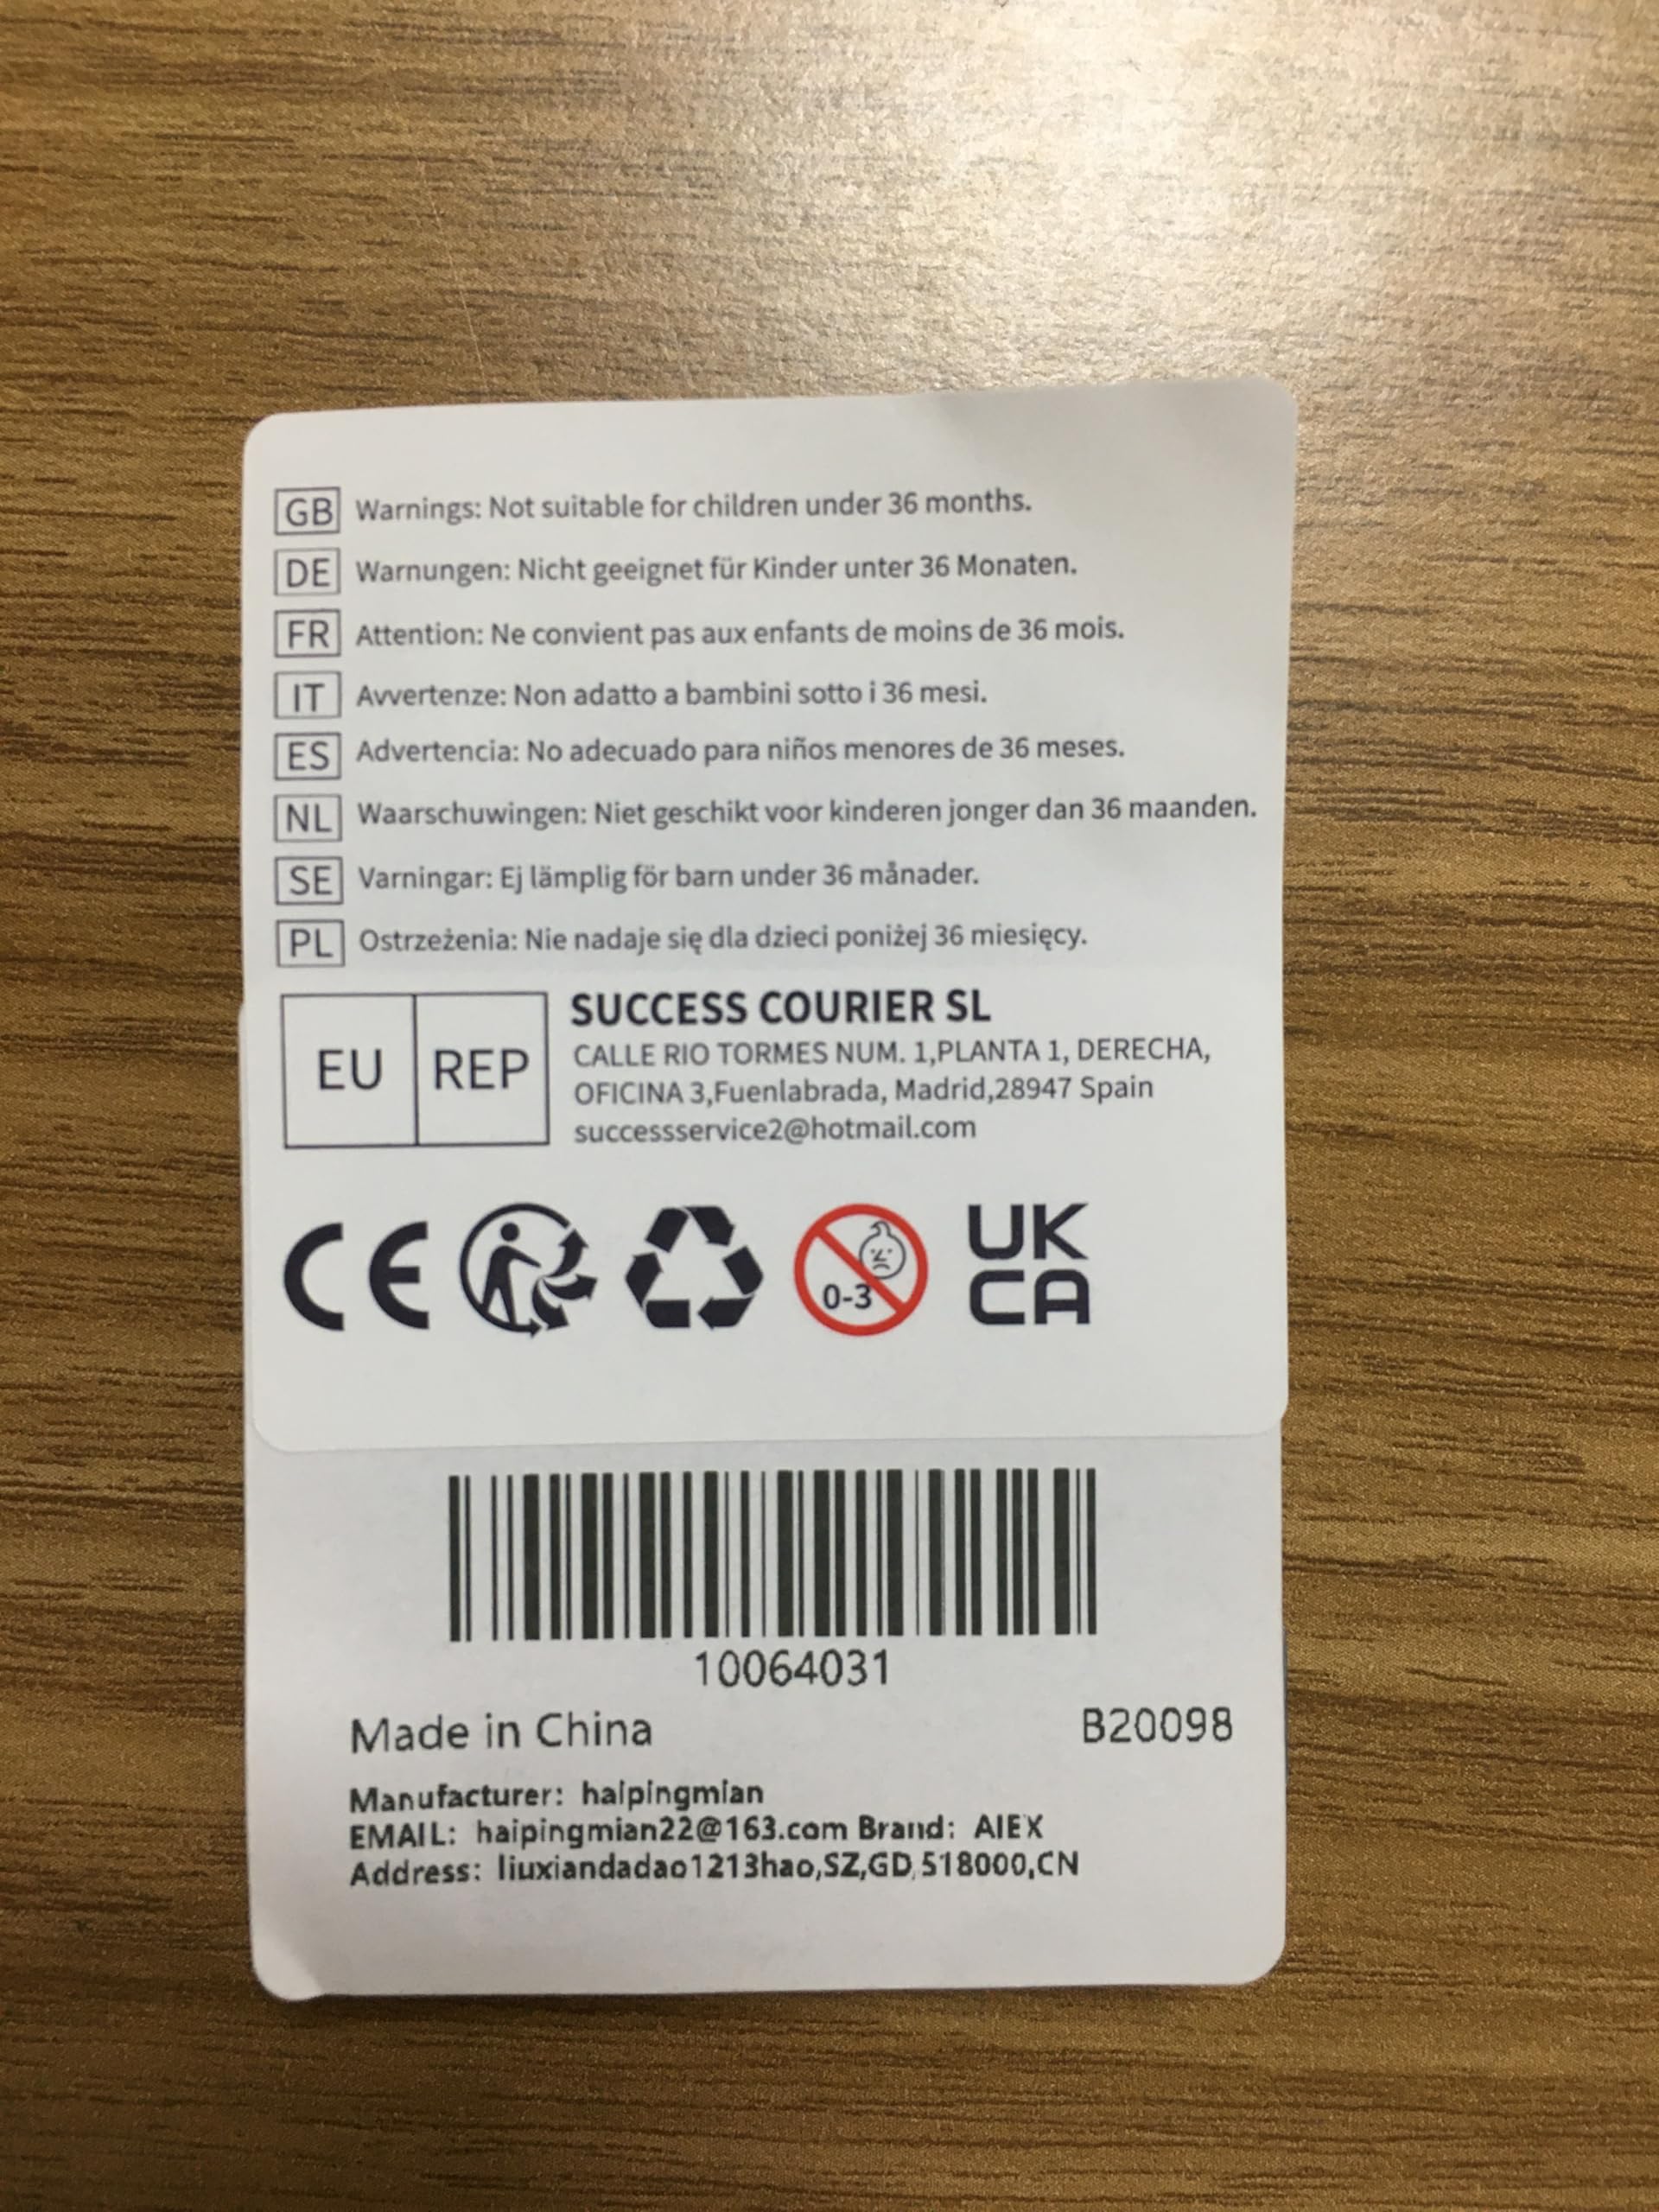 GB Warnings: Not suitable for children under 36 months.
DE Warnungen: Nicht geeignet für Kinder unter 36 Monaten.
FR Attention: Ne convient pas aux enfants de moins de 36 mois.
IT Avvertenze: Non adatto a bambini sotto i 36 mesi.
ES Advertencia: No adecuado para niños menores de 36 meses.
NL Waarschuwingen: Niet geschikt voor kinderen jonger dan 36 maanden.
SE Varningar: Ej lämplig för barn under 36 månader.
PL Ostrzeżenia: Nie nadaje się dla dzieci poniżej 36 miesięcy.
EU REP
SUCCESS COURIER SL
CALLE RIO TORMES NUM. 1,PLANTA 1, DERECHA,
OFICINA 3,Fuenlabrada, Madrid,28947 Spain
successservice2@hotmail.com
CE
0-3
UK
CA
10064031
Made in China B20098
Manufacturer: haipingmian
EMAIL: haipingmian22@163.com Brand: AIEX
Address: liuxiandadao1213hao,SZ,GD,518000,CN